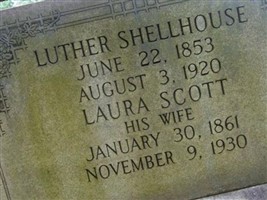 LUTHER SHELLHOUSE
JUNE 22, 1853
AUGUST 3, 1920
LAURA SCOTT
HIS WIFE
JANUARY 30, 1861
NOVEMBER 9, 1930